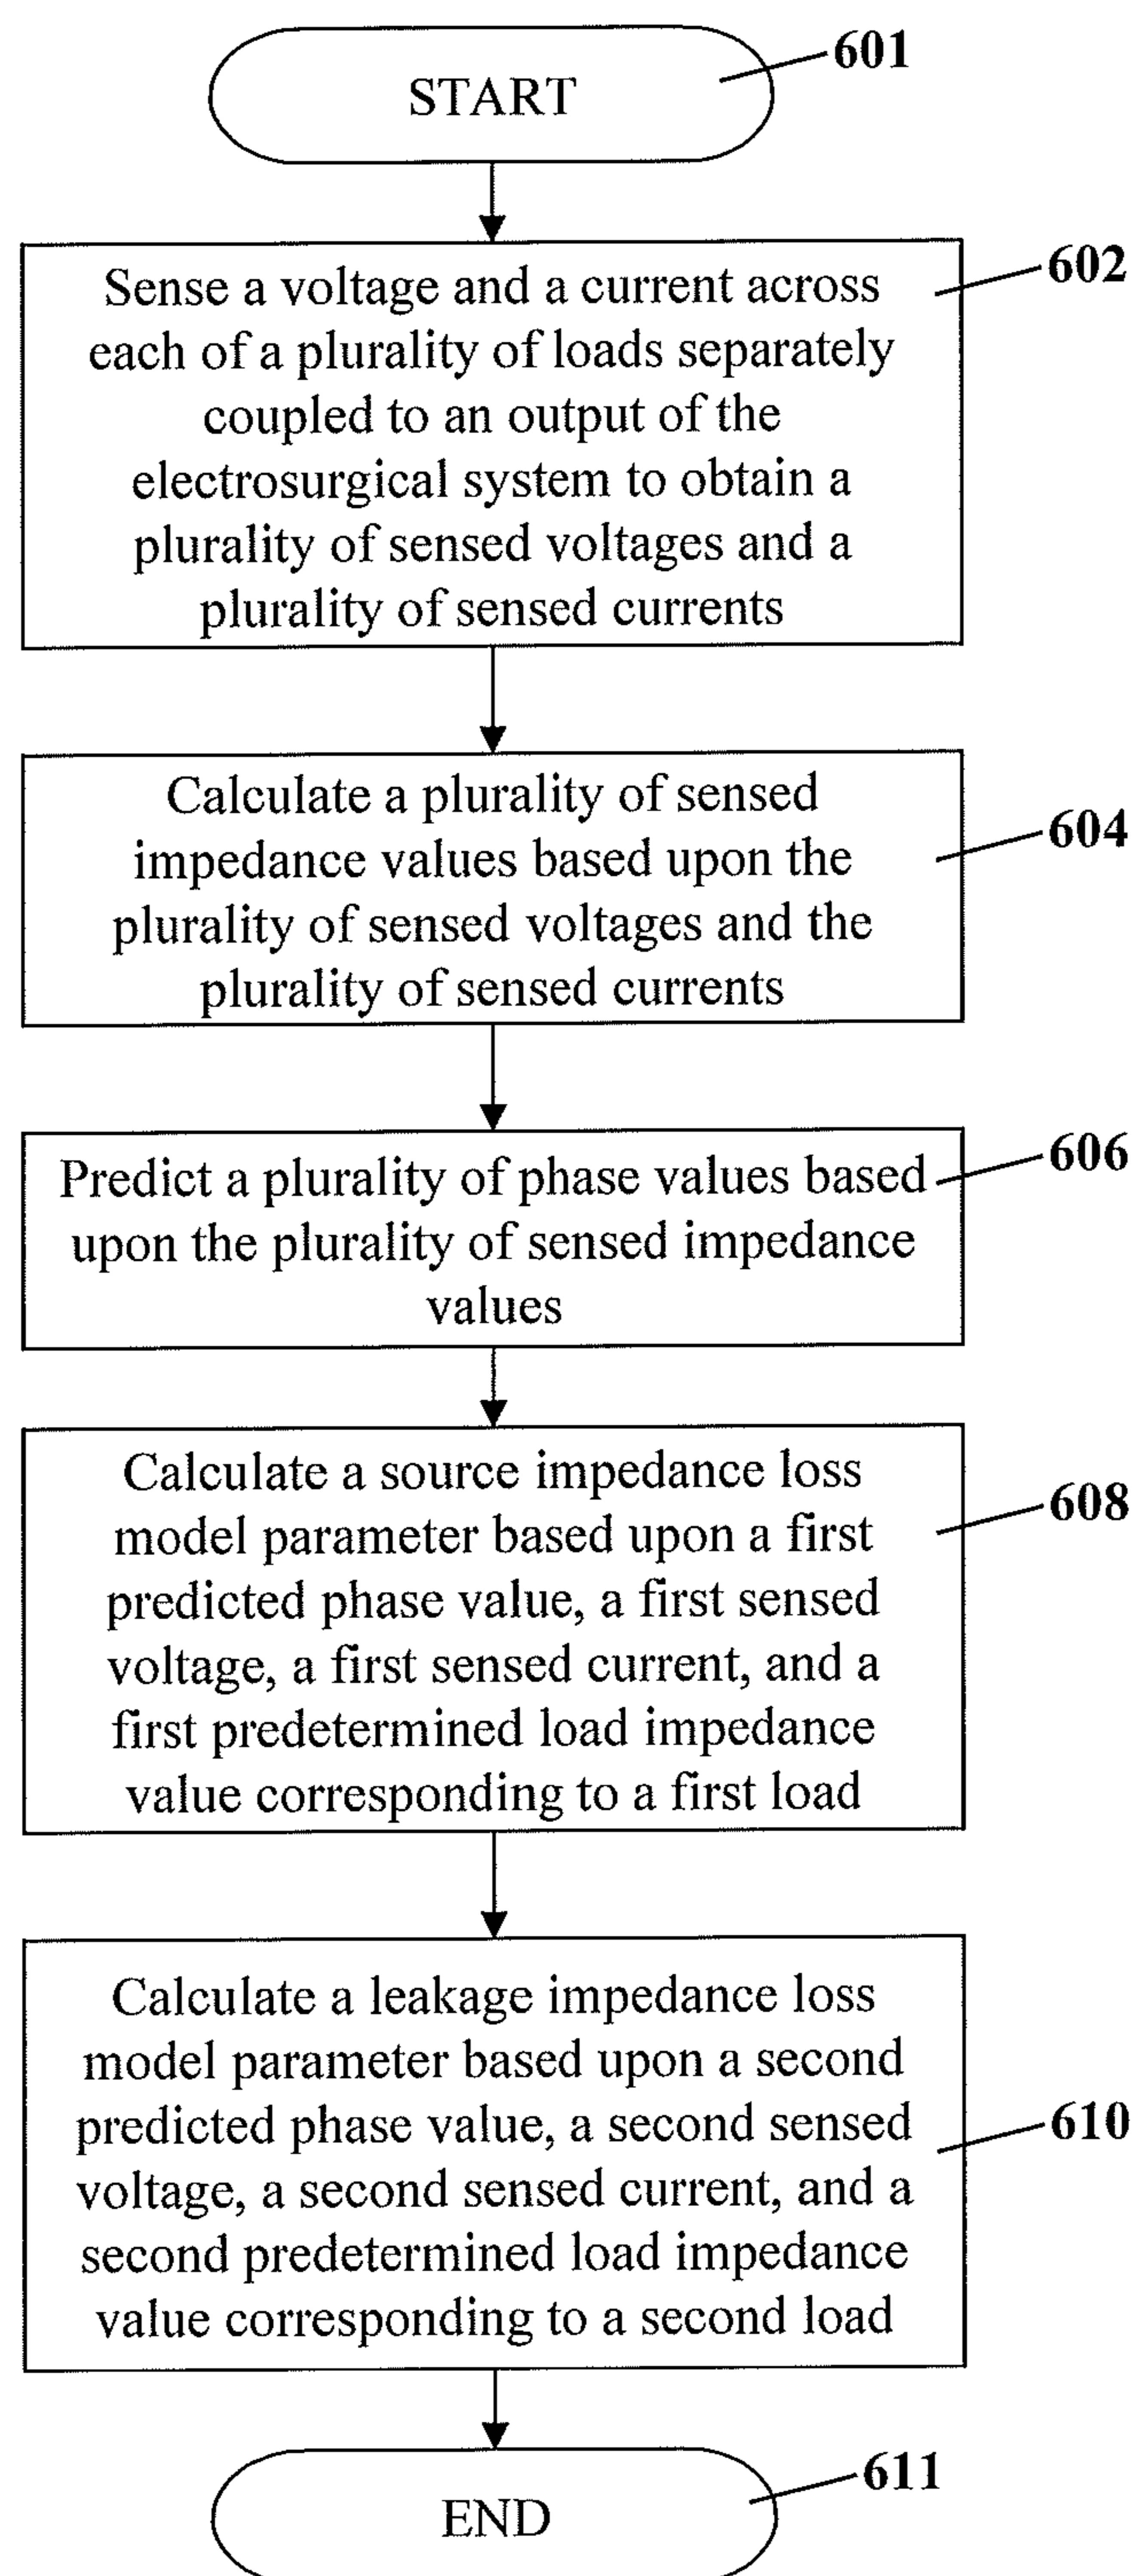 START
601
Sense a voltage and a current across
each of a plurality of loads separately
coupled to an output of the
electrosurgical system to obtain a
plurality of sensed voltages and a
plurality of sensed currents
602
Calculate a plurality of sensed
impedance values based upon the
plurality of sensed voltages and the
plurality of sensed currents
604
Predict a plurality of phase values based
upon the plurality of sensed impedance
values
606
Calculate a source impedance loss
model parameter based upon a first
predicted phase value, a first sensed
voltage, a first sensed current, and a
first predetermined load impedance
value corresponding to a first load
608
Calculate a leakage impedance loss
model parameter based upon a second
predicted phase value, a second sensed
voltage, a second sensed current, and a
second predetermined load impedance
value corresponding to a second load
610
END
611